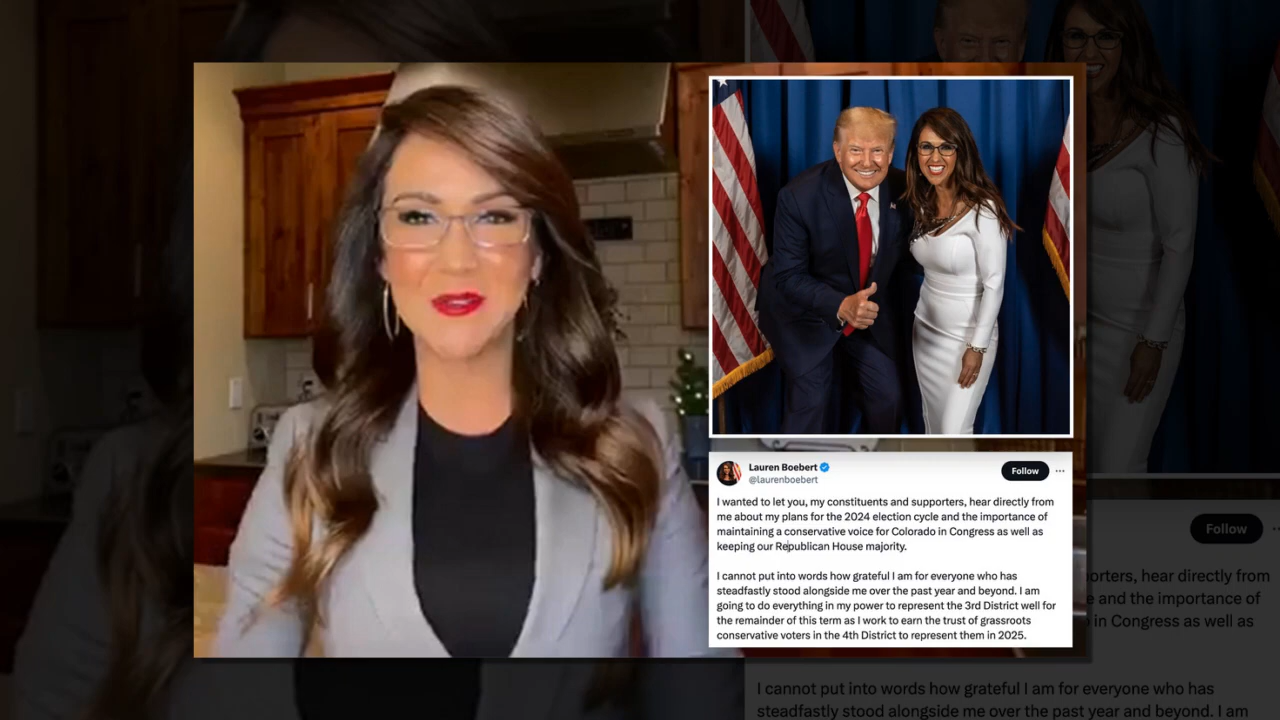 Lauren Boebert
@laurenboebert
Follow
I wanted to let you, my constituents and supporters, hear directly from
me about my plans for the 2024 election cycle and the importance of
maintaining a conservative voice for Colorado in Congress as well as
keeping our Republican House majority.
I cannot put into words how grateful I am for everyone who has
steadfastly stood alongside me over the past year and beyond. I am
going to do everything in my power to represent the 3rd District well for
the remainder of this term as I work to earn the trust of grassroots
conservative voters in the 4th District to represent them in 2025.
Follow
orters, hear directly from
e and the importance of
in Congress as well as
I cannot put into words how grateful I am for everyone who has
steadfastly stood alongside me over the past year and beyond. I am